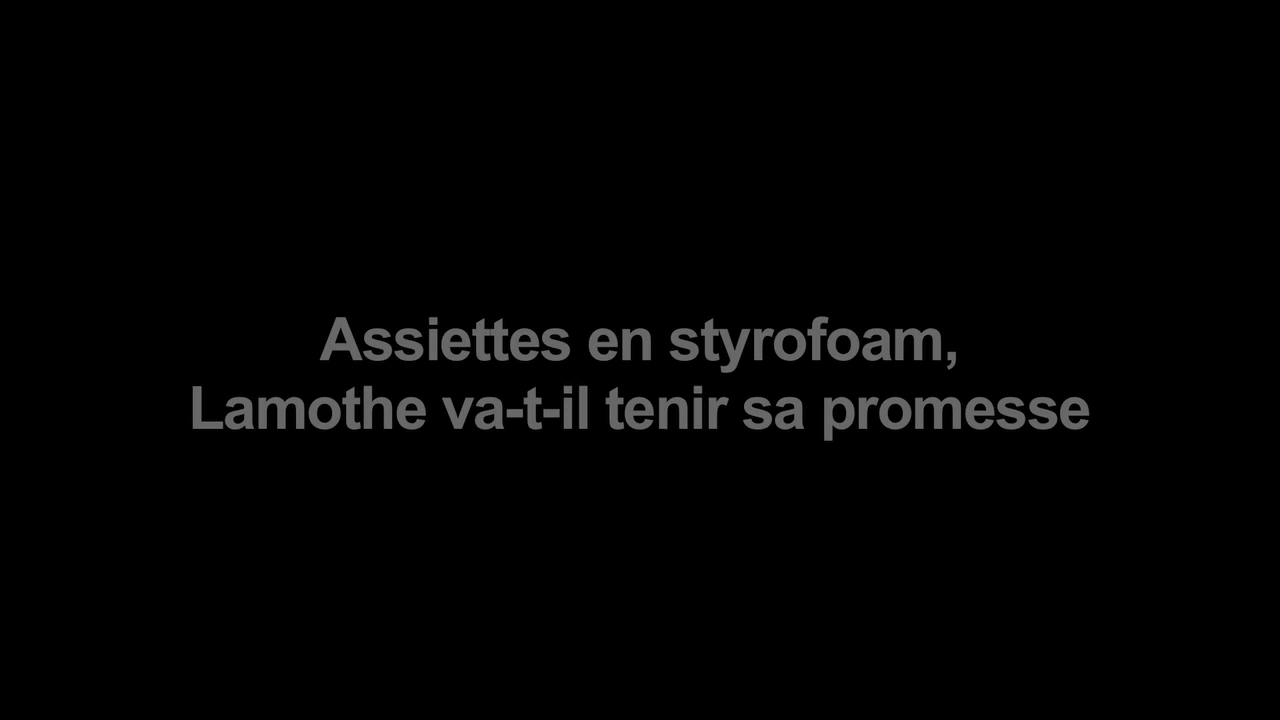 Assiettes en styrofoam,
Lamothe va-t-il tenir sa promesse